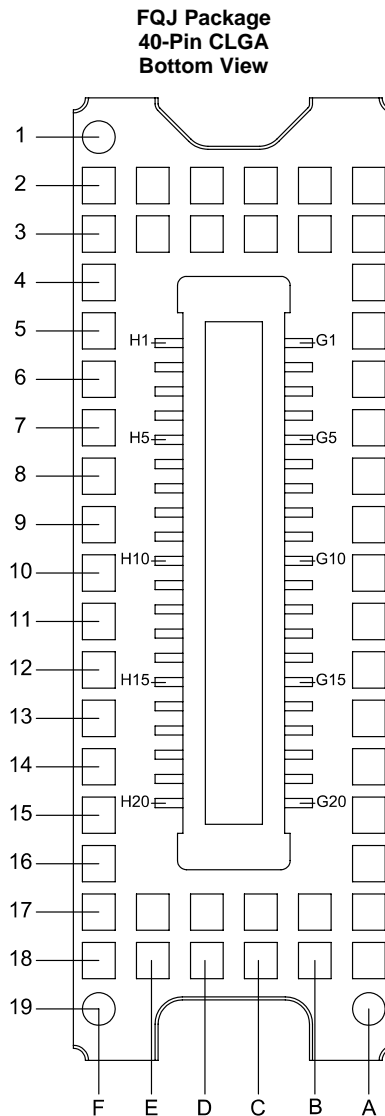 FQJ Package
40-Pin CLGA
Bottom View
1
2
3
4
5
H1 G1
6
7
H5 G5
8
9
10
H10 G10
11
12
H15 G15
13
14
15
H20 G20
16
17
18
19
F E D C B A